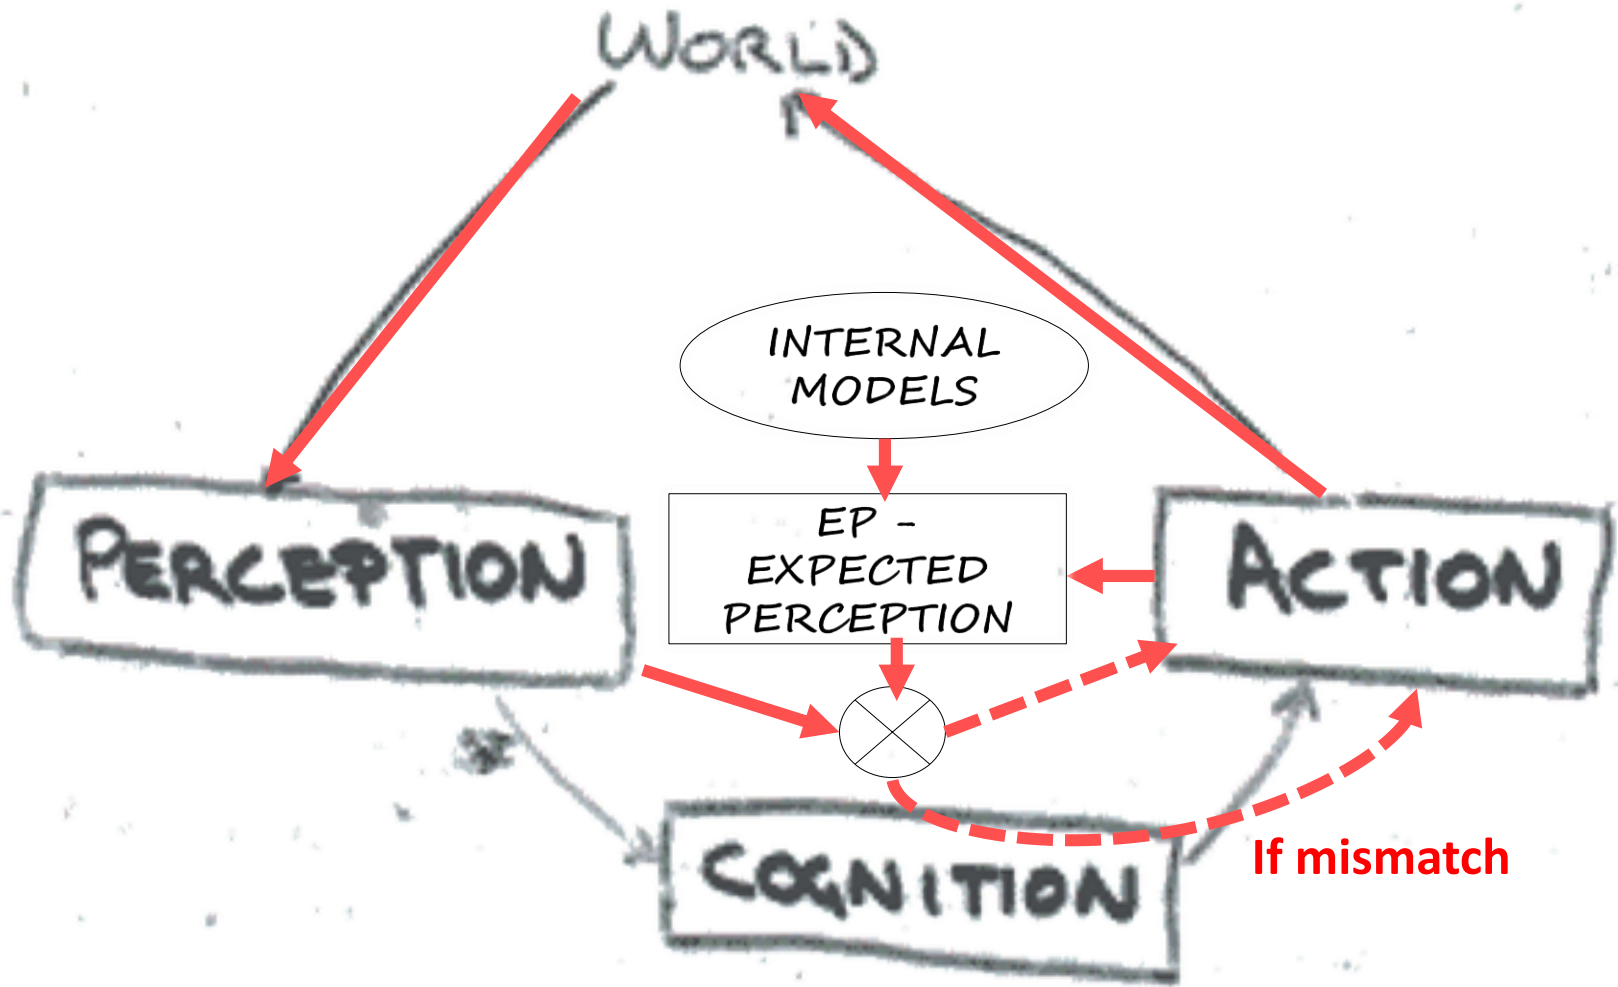 WORLD
INTERNAL
MODELS
EP -
EXPECTED
PERCEPTION
PERCEPTION
ACTION
If mismatch
COGNITION